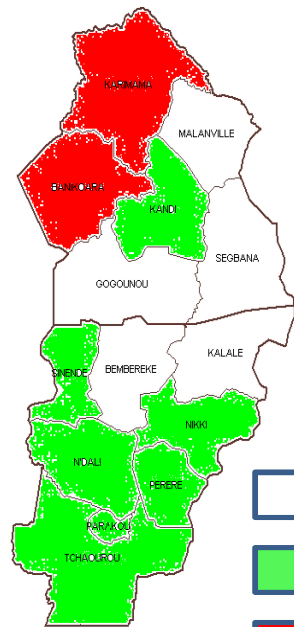 KARIMAMA
MALANVILLE
BANIKOARA
KANDI
SEGBANA
GOGOUNOU
KALALE
BEMBEREKE
SINENDE
NIKKI
N'DALI
PERERE
PARAKOU
TCHAOUROU